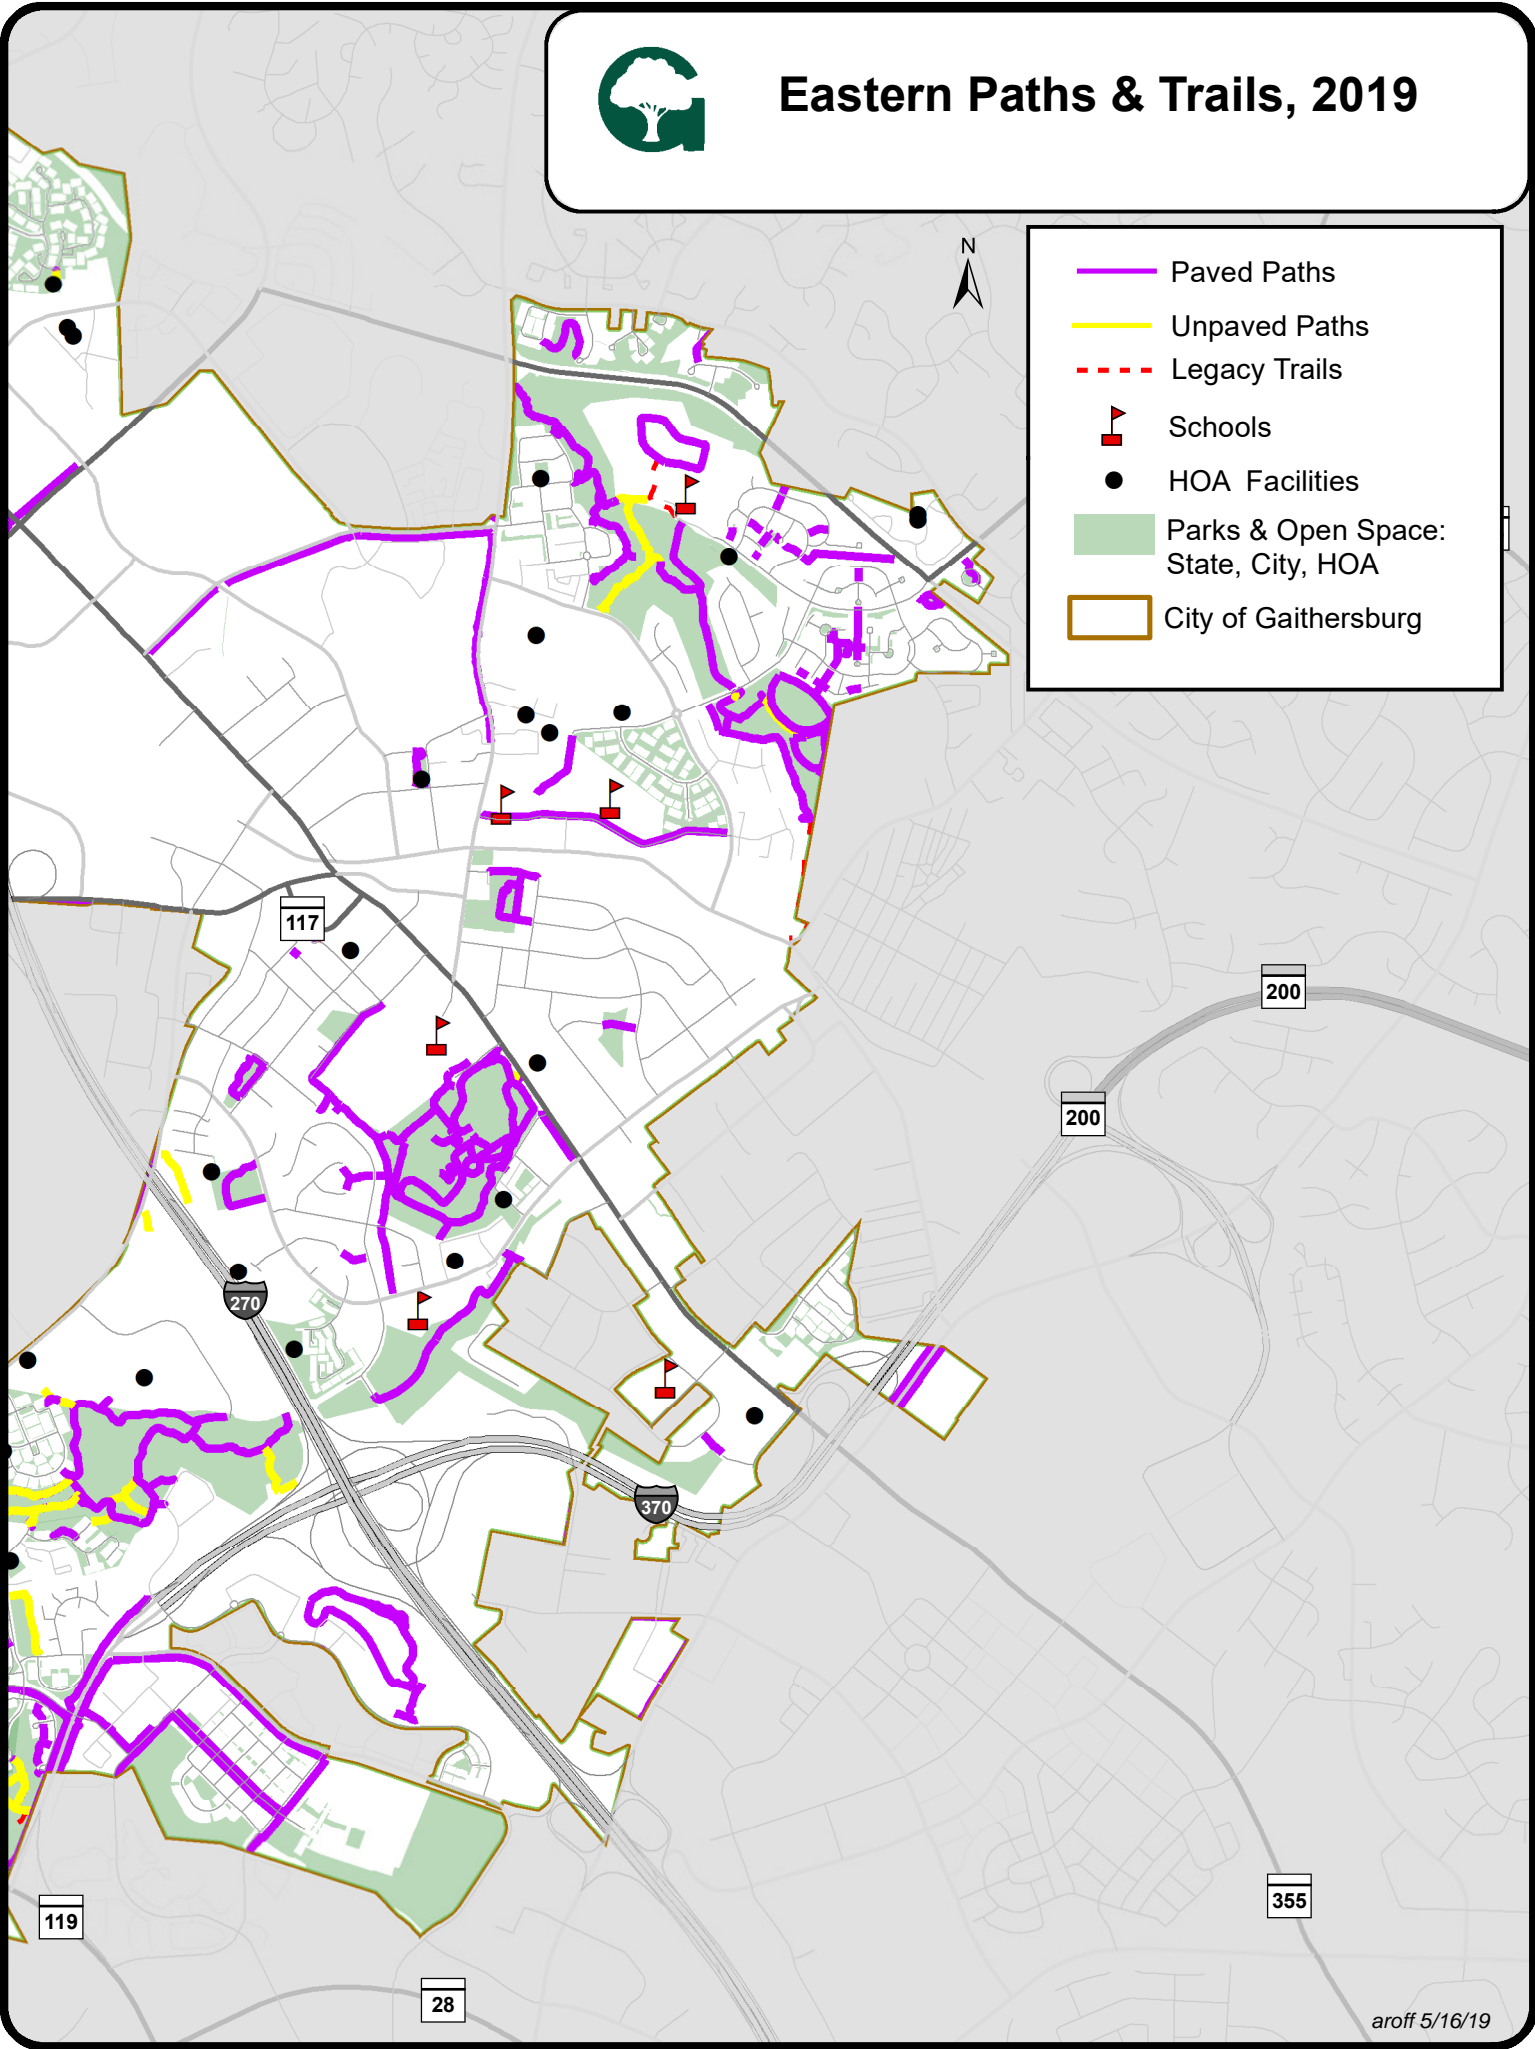 Eastern Paths & Trails, 2019
N
Paved Paths
Unpaved Paths
Legacy Trails
Schools
HOA Facilities
Parks & Open Space:
State, City, HOA
City of Gaithersburg
117
200
200
270
370
119
355
28
aroff 5/16/19